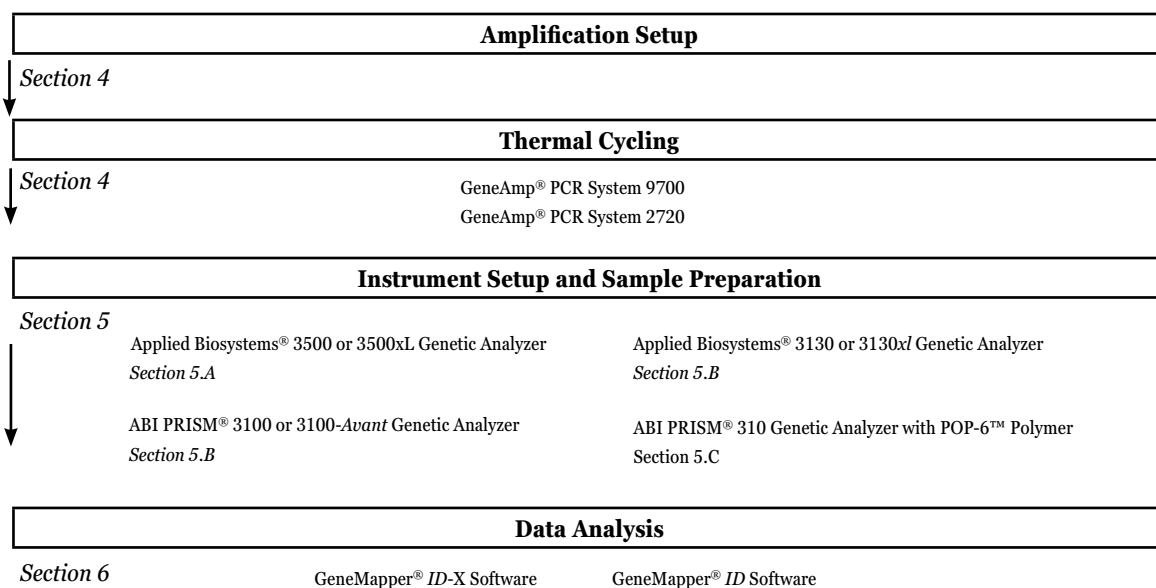 Amplification Setup
Section 4
Thermal Cycling
Section 4
GeneAmp® PCR System 9700
GeneAmp® PCR System 2720
Instrument Setup and Sample Preparation
Section 5
Applied Biosystems® 3500 or 3500xL Genetic Analyzer
Section 5.A
Applied Biosystems® 3130 or 3130xl Genetic Analyzer
Section 5.B
ABI PRISM® 3100 or 3100-Avant Genetic Analyzer
Section 5.B
ABI PRISM® 310 Genetic Analyzer with POP-6™ Polymer
Section 5.C
Data Analysis
Section 6
GeneMapper® ID-X Software
GeneMapper® ID Software